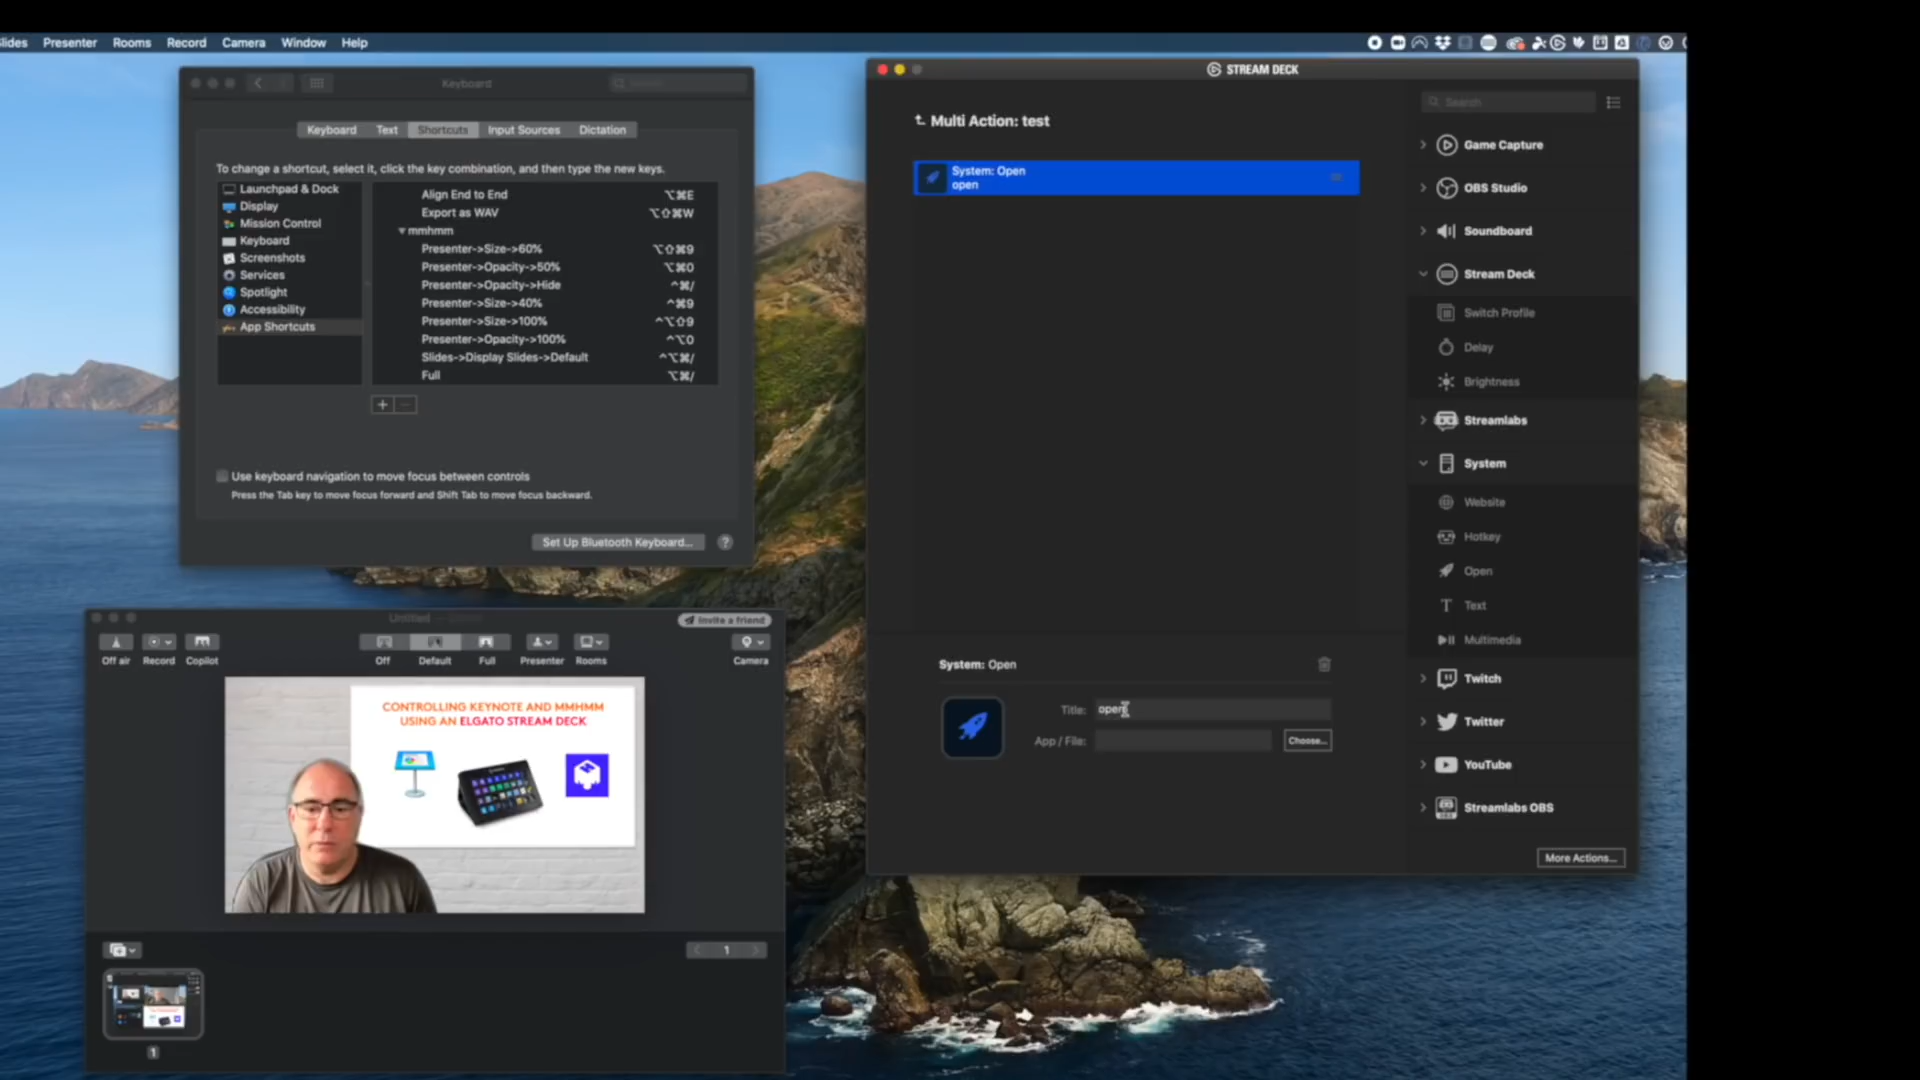 Slides Presenter Rooms Record Camera Window Help
Keyboard
Keyboard Text Shortcuts Input Sources Dictation
To change a shortcut, select it, click the key combination, and then type the new keys.
Launchpad & Dock
Display
Mission Control
Keyboard
Screenshots
Services
Spotlight
Accessibility
App Shortcuts
Align End to End ⌥⌘E
Export as WAV ⌥⇧⌘W
mmhmm
Presenter->Size->60% ⌥⇧⌘9
Presenter->Opacity->50% ⌥⌘0
Presenter->Opacity->Hide ^⌘/
Presenter->Size->40% ^⌘9
Presenter->Size->100% ^⌥⇧9
Presenter->Opacity->100% ^⌥0
Slides->Display Slides->Default ^⌥⌘/
Full ⌥⌘/
+ -
Use keyboard navigation to move focus between controls
Press the Tab key to move focus forward and Shift Tab to move focus backward.
Set Up Bluetooth Keyboard... ?
Untitled
Invite a friend
Off air Record Copilot Off Default Full Presenter Rooms Camera
CONTROLLING KEYNOTE AND MMHMM
USING AN ELGATO STREAM DECK
1
1
STREAM DECK
Multi Action: test
System: Open
open
System: Open
Title: open
App / File: Choose...
Search
Game Capture
OBS Studio
Soundboard
Stream Deck
Switch Profile
Delay
Brightness
Streamlabs
System
Website
Hotkey
Open
Text
Multimedia
Twitch
Twitter
YouTube
Streamlabs OBS
More Actions...